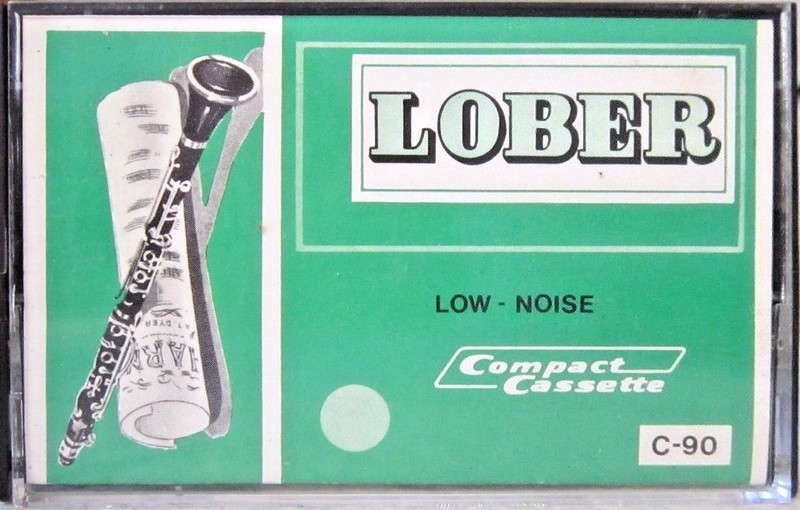 LOBER
LOW - NOISE
Compact
Cassette
C-90